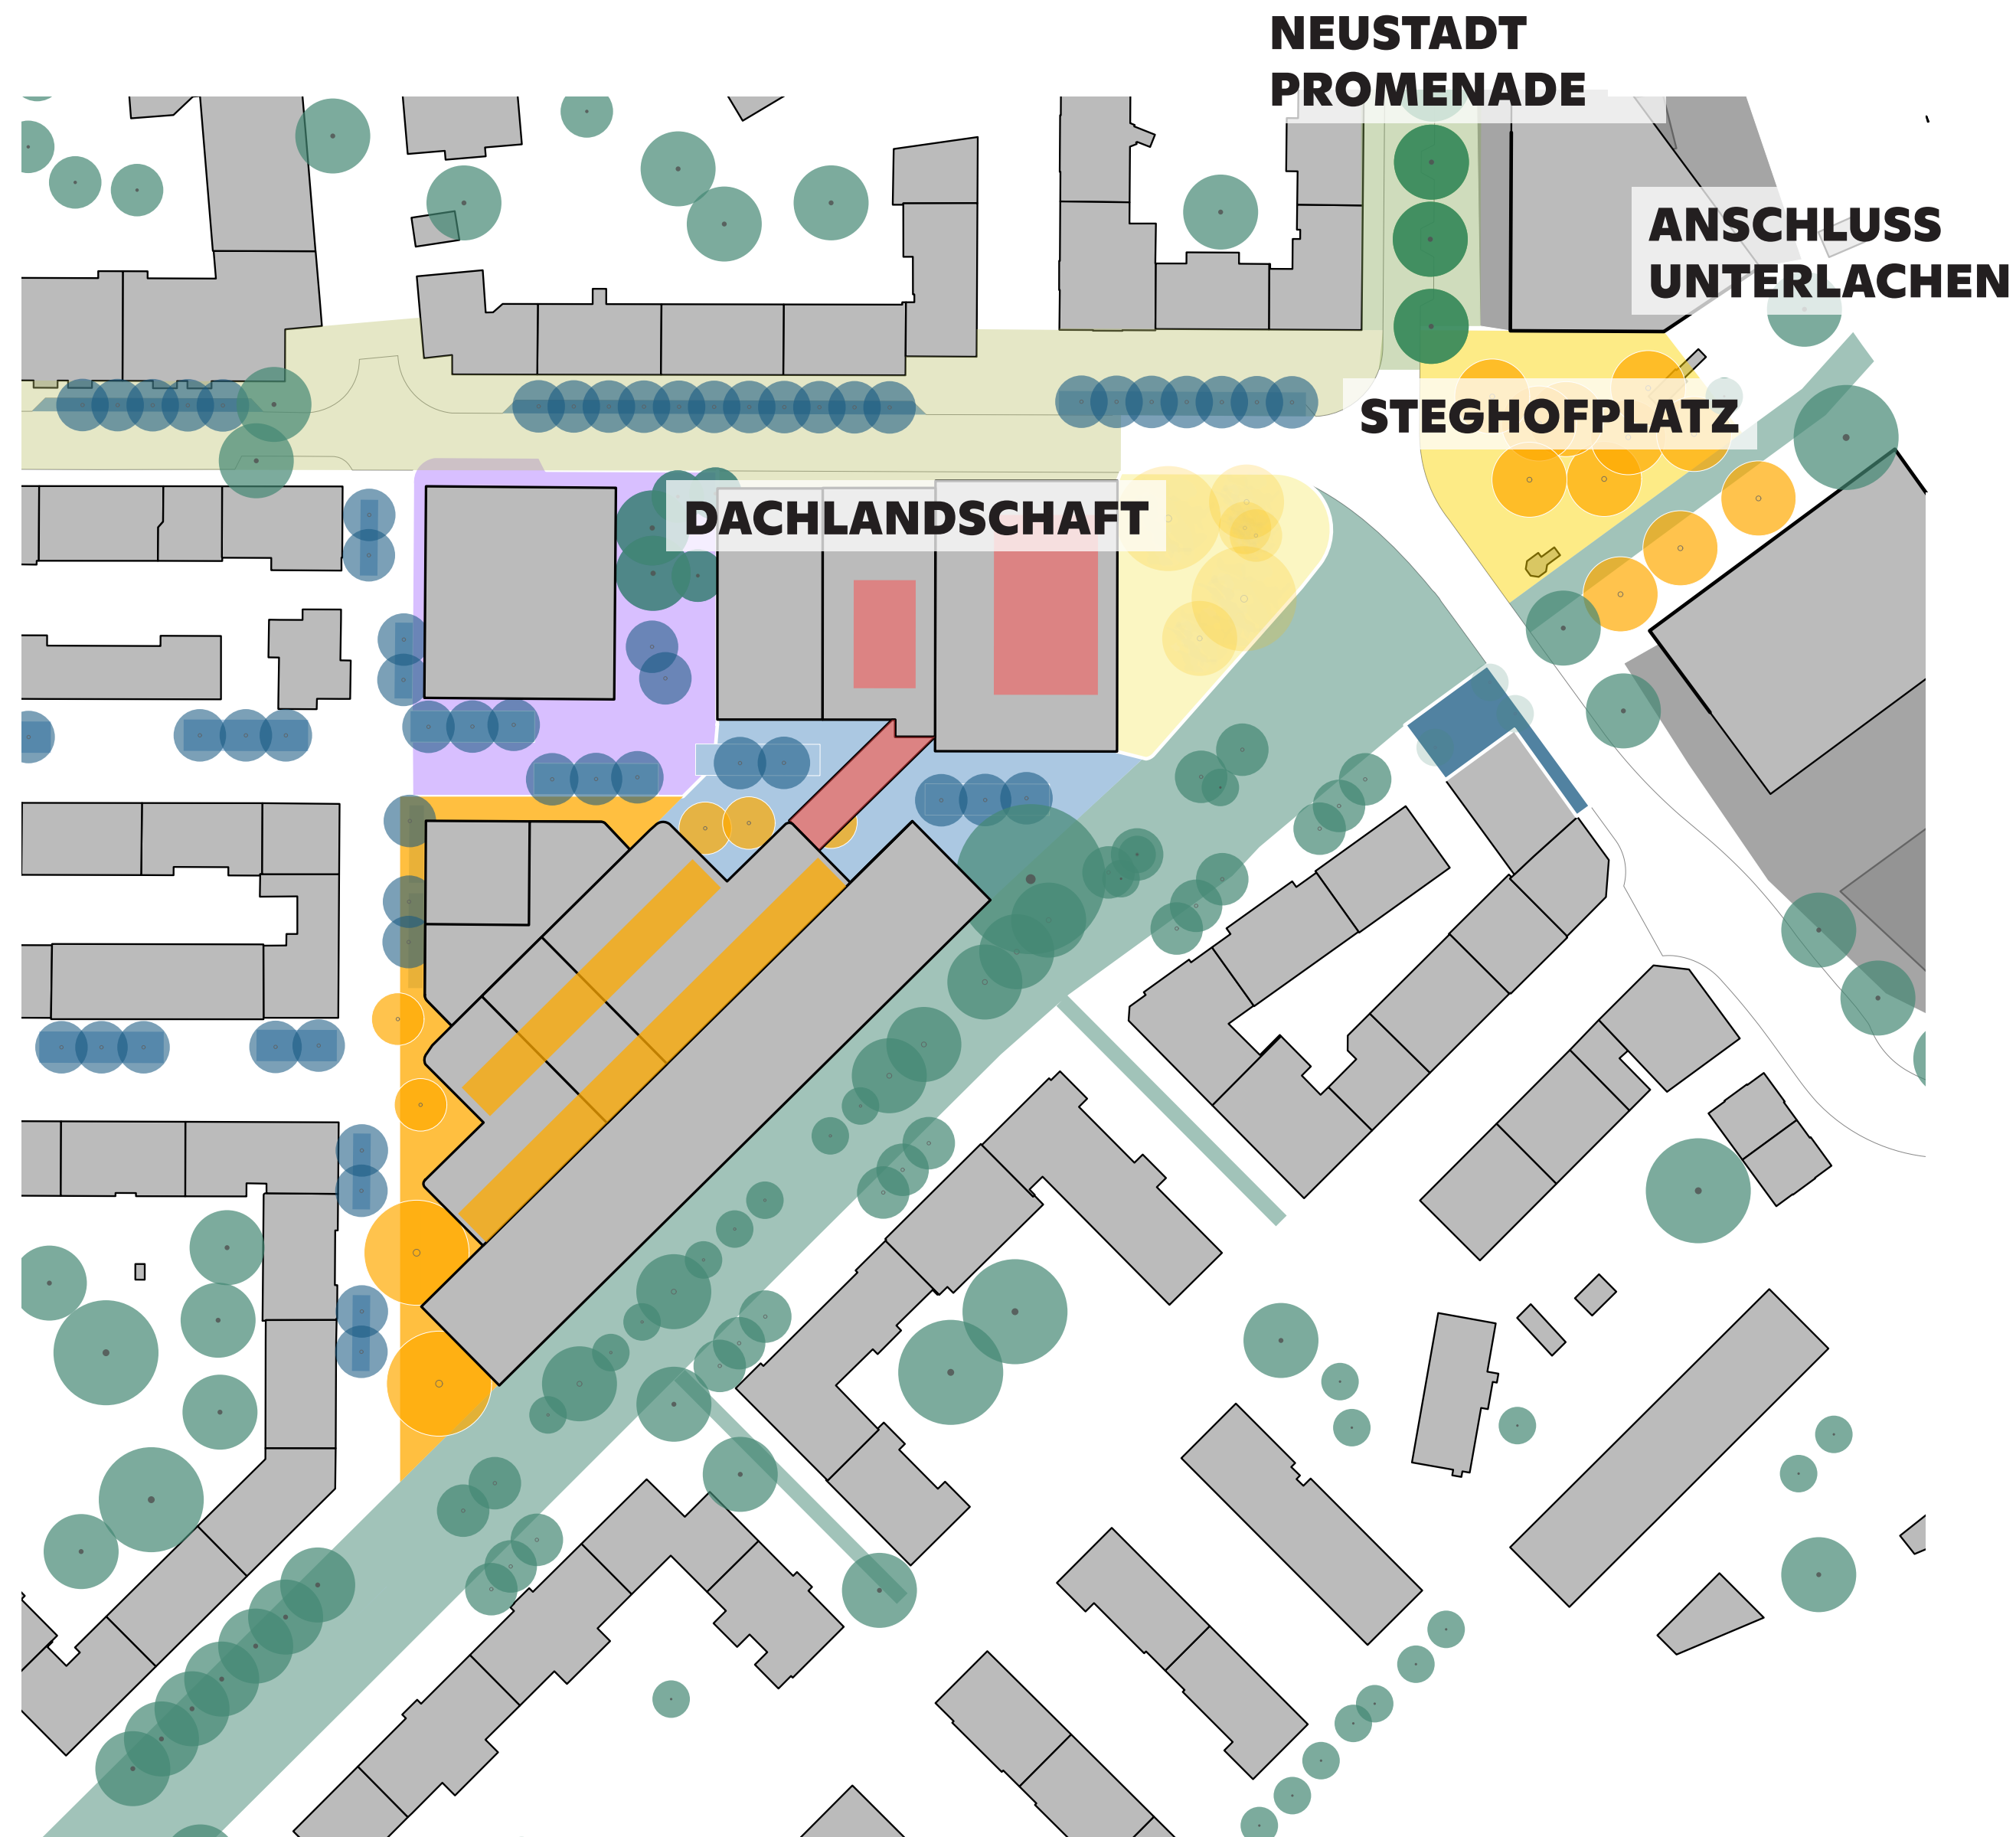 NEUSTADT
PROMENADE
ANSCHLUSS
UNTERLACHEN
STEGHOFPLATZ
DACHLANDSCHAFT